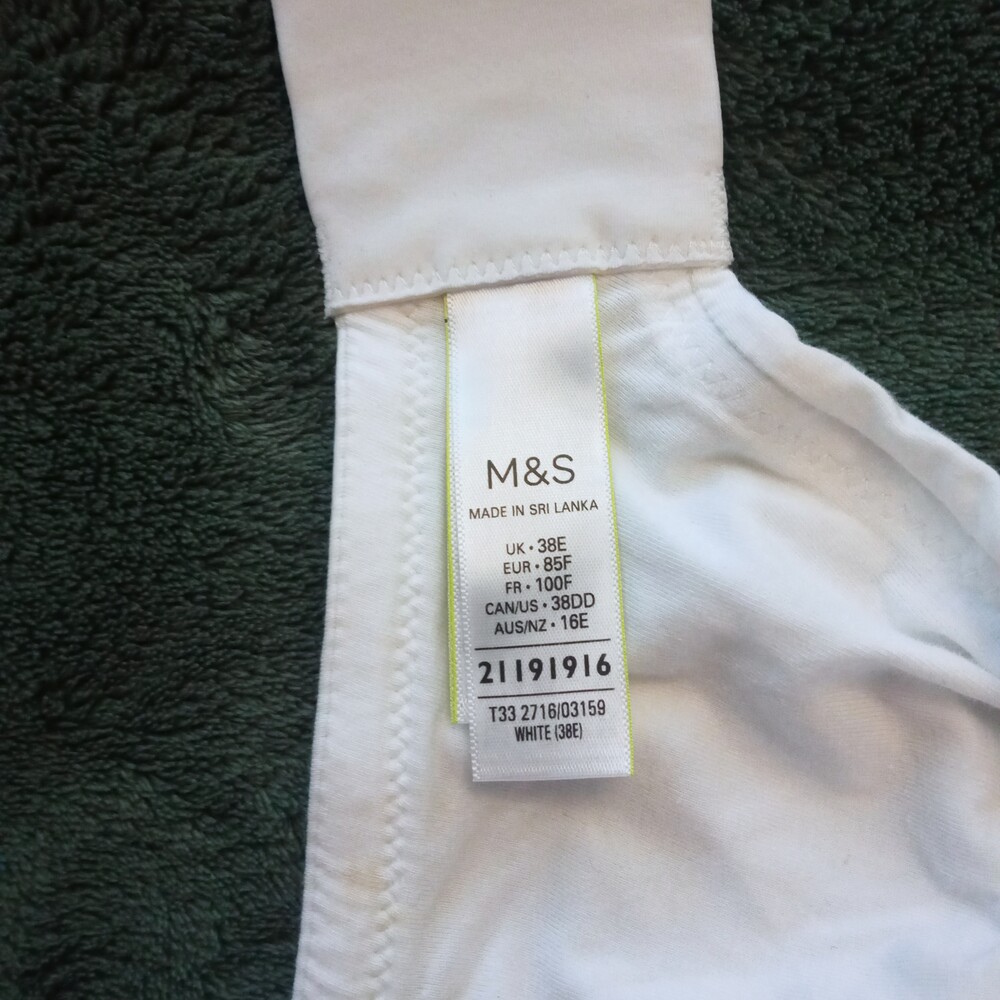 M&S
MADE IN SRI LANKA
UK • 38E
EUR • 85F
FR • 100F
CAN/US • 38DD
AUS/NZ • 16E
21191916
T33 2716/03159
WHITE (38E)